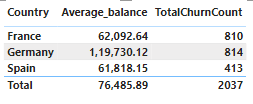 Country Average_balance TotalChurnCount
France 62,092.64 810
Germany 1,19,730.12 814
Spain 61,818.15 413
Total 76,485.89 2037